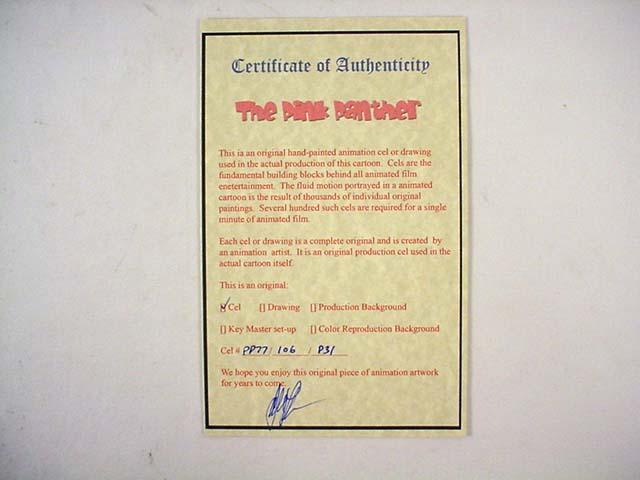 Certificate of Authenticity
The Pink Panther
This is an original hand-painted animation cel or drawing
used in the actual production of this cartoon. Cels are the
fundamental building blocks behind all animated film
enetertainment. The fluid motion portrayed in a animated
cartoon is the result of thousands of individual original
paintings. Several hundred such cels are required for a single
minute of animated film.
Each cel or drawing is a complete original and is created by
an animation artist. It is an original production cel used in the
actual cartoon itself.
This is an original:
[] Cel [] Drawing [] Production Background
[] Key Master set-up [] Color Reproduction Background
Cel # PP77 / 106 / P31
We hope you enjoy this original piece of animation artwork
for years to come.